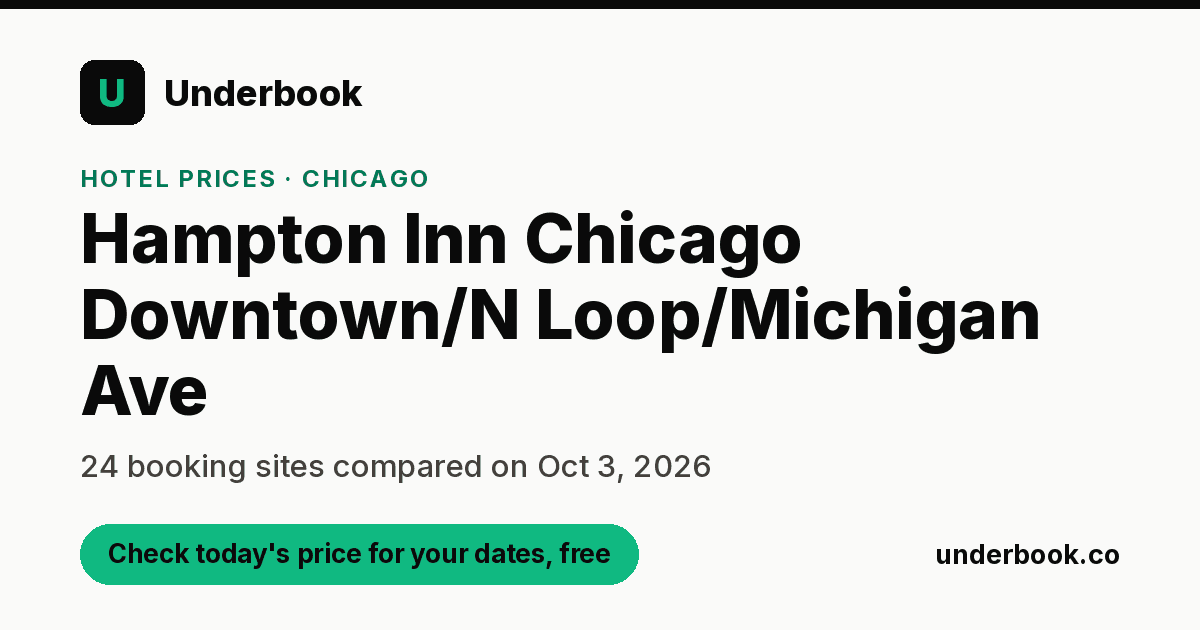 U Underbook
HOTEL PRICES · CHICAGO
Hampton Inn Chicago
Downtown/N Loop/Michigan
Ave
24 booking sites compared on Oct 3, 2026
Check today's price for your dates, free
underbook.co